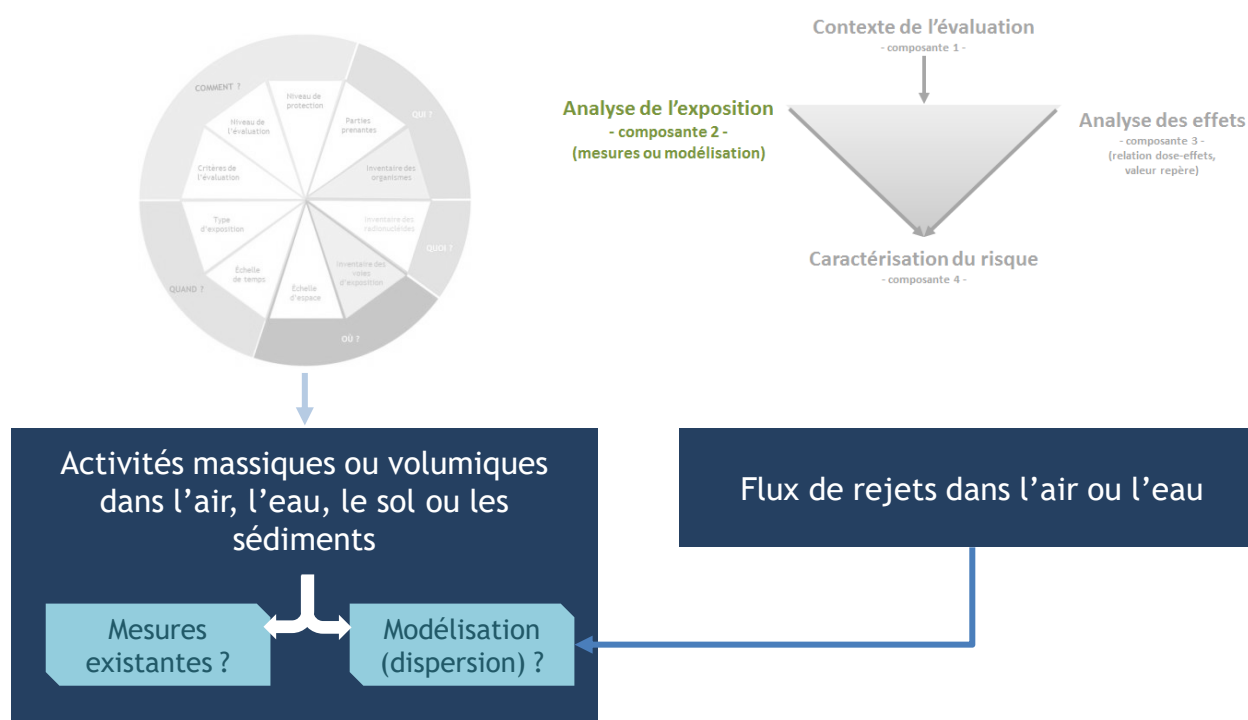 COMMENT ?
Niveau de
protection
Niveau de
l'évaluation
Critères de
l'évaluation
QUI ?
Parties
prenantes
Inventaire des
organismes
QUOI ?
Inventaire des
radionucléides
Inventaire des
voies
d'exposition
OÙ ?
Échelle
d'espace
QUAND ?
Échelle
de temps
Type
d'exposition
Contexte de l'évaluation
- composante 1 -
Analyse de l'exposition
- composante 2 -
(mesures ou modélisation)
Analyse des effets
- composante 3 -
(relation dose-effets,
valeur repère)
Caractérisation du risque
- composante 4 -
Activités massiques ou volumiques
dans l'air, l'eau, le sol ou les
sédiments
Mesures
existantes ?
Modélisation
(dispersion) ?
Flux de rejets dans l'air ou l'eau